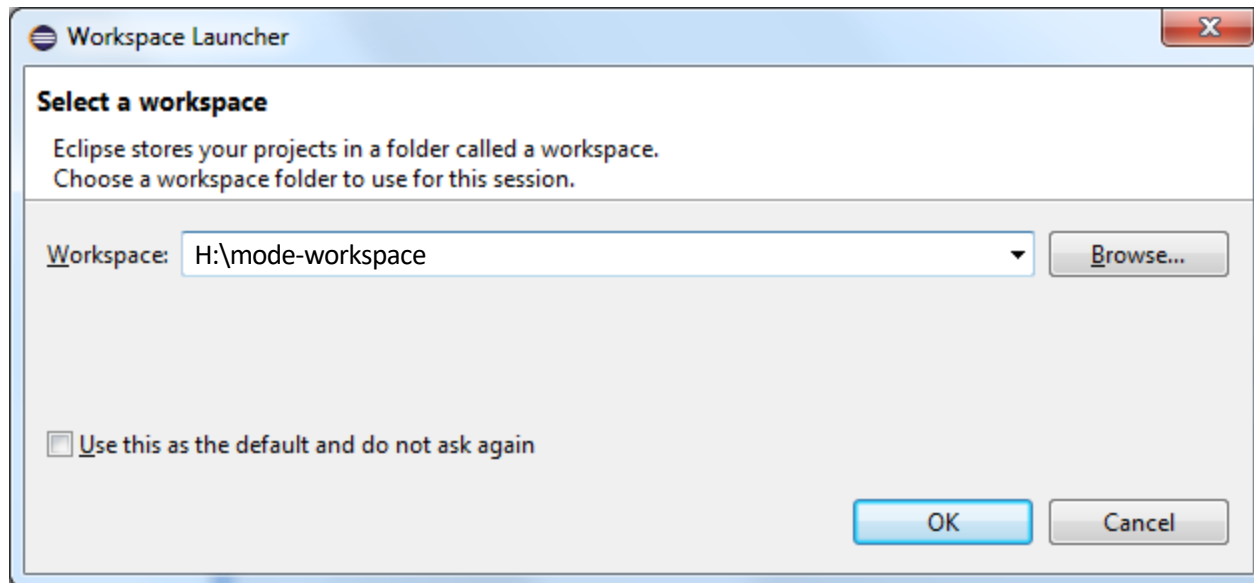 Workspace Launcher
Select a workspace
Eclipse stores your projects in a folder called a workspace.
Choose a workspace folder to use for this session.
Workspace: H:\mode-workspace Browse...
Use this as the default and do not ask again
OK Cancel